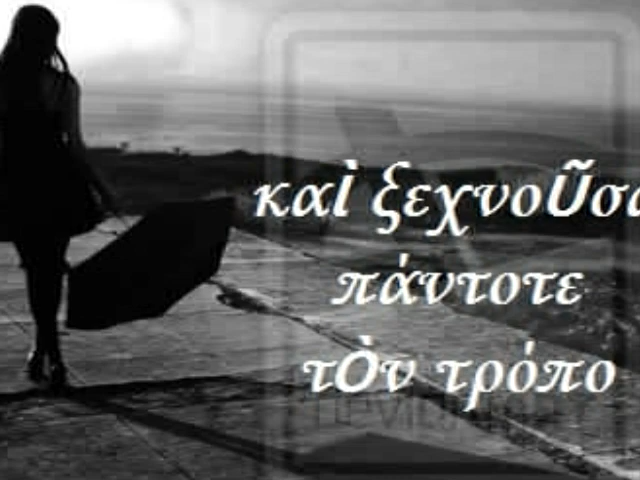 καὶ ξεχνοῦσα
πάντοτε
τὸν τρόπο